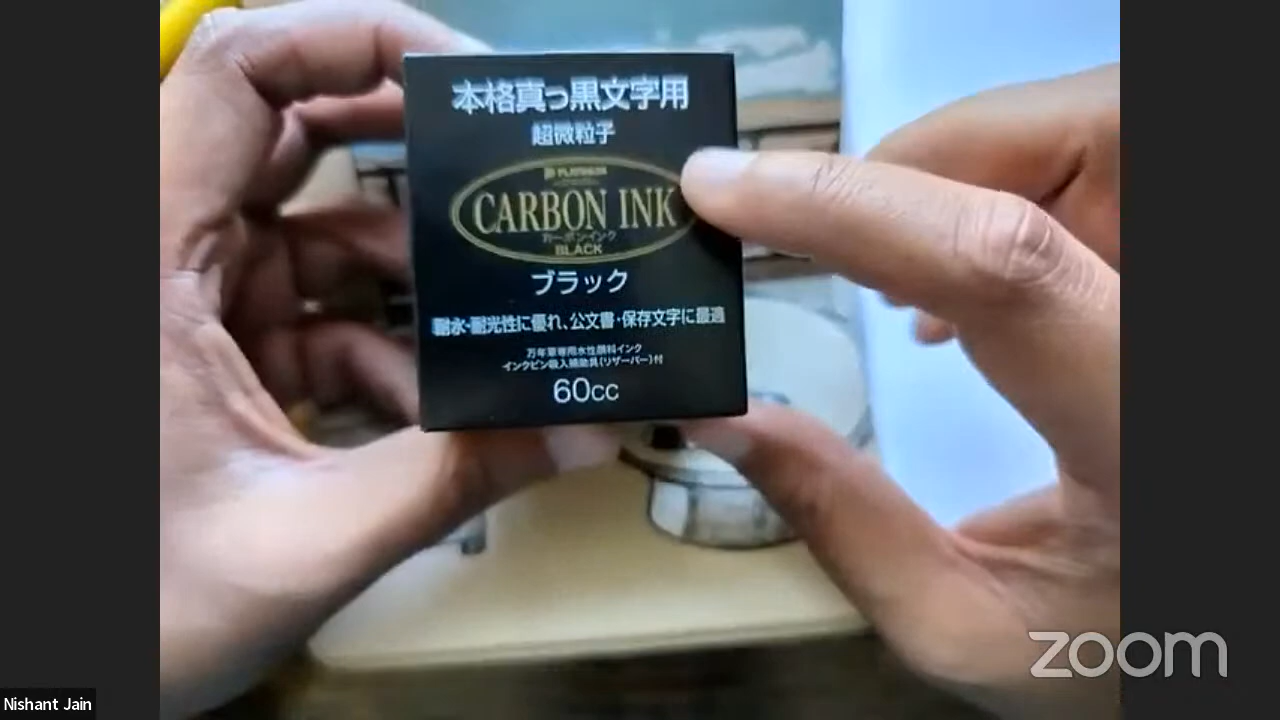 本格真っ黒文字用
超微粒子
PLATINUM
CARBON INK
カーボンインク
BLACK
ブラック
耐水・耐光性に優れ、公文書・保存文字に最適
万年筆専用水性顔料インク
インクビン吸入補助具(リザーバー)付
60cc
zoom
Nishant Jain